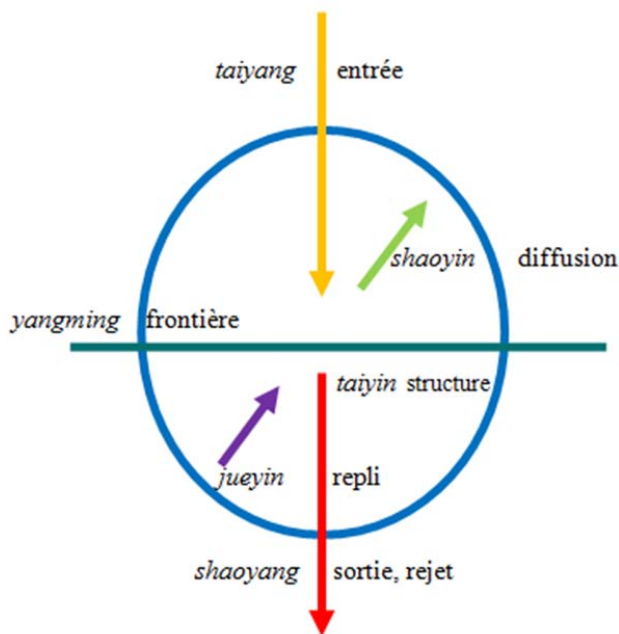 taiyang entrée
shaoyin diffusion
yangming frontière
taiyin structure
jueyin repli
shaoyang sortie, rejet